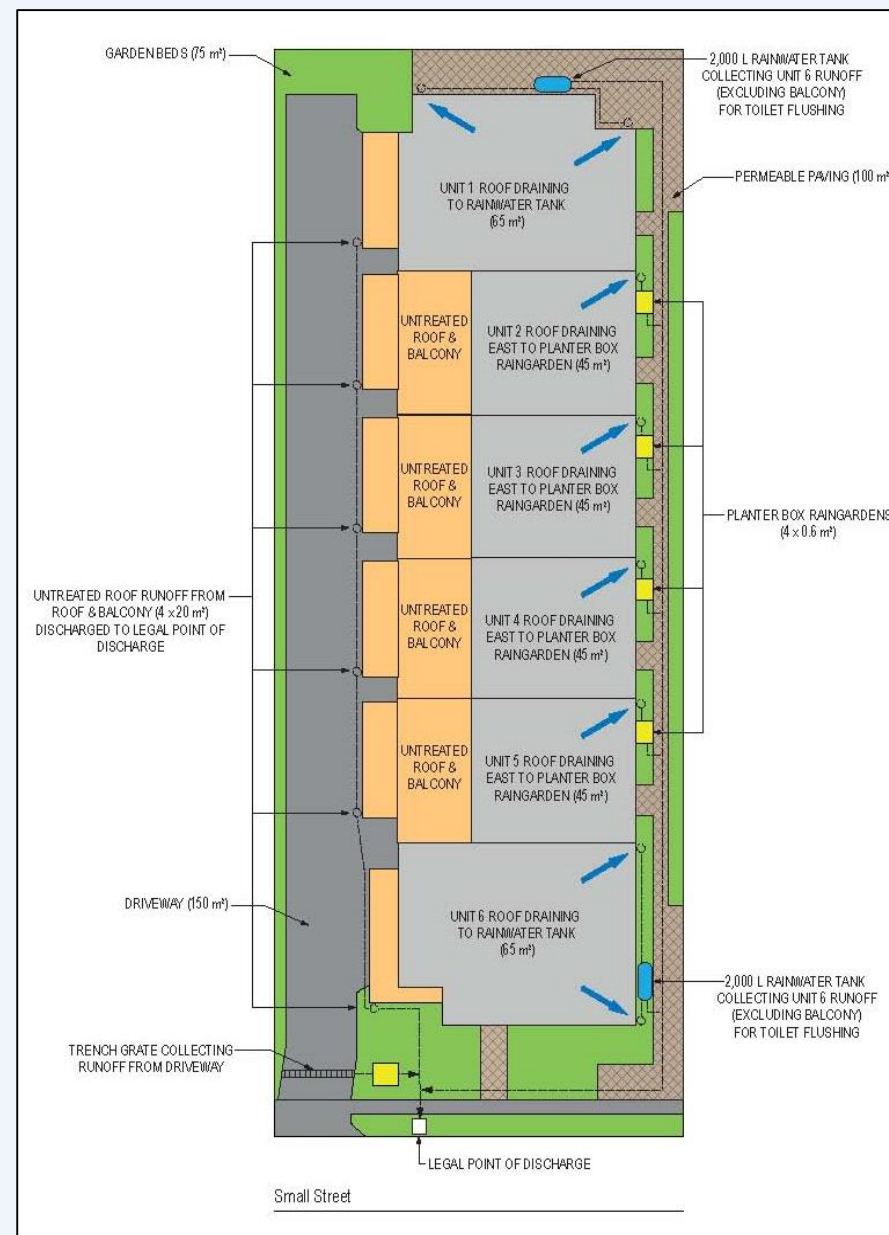 GARDEN BEDS (75 m²)
2,000 L RAINWATER TANK
COLLECTING UNIT 6 RUNOFF
(EXCLUDING BALCONY)
FOR TOILET FLUSHING
UNIT 1 ROOF DRAINING
TO RAINWATER TANK
(65 m²)
PERMEABLE PAVING (100 m²
UNTREATED
ROOF &
BALCONY
UNIT 2 ROOF DRAINING
EAST TO PLANTER BOX
RAINGARDEN (45 m²)
UNTREATED
ROOF &
BALCONY
UNIT 3 ROOF DRAINING
EAST TO PLANTER BOX
RAINGARDEN (45 m²)
PLANTER BOX RAINGARDENS
(4 x 0.6 m²)
UNTREATED ROOF RUNOFF FROM
ROOF & BALCONY (4 x 20 m²)
DISCHARGED TO LEGAL POINT OF
DISCHARGE
UNTREATED
ROOF &
BALCONY
UNIT 4 ROOF DRAINING
EAST TO PLANTER BOX
RAINGARDEN (45 m²)
UNTREATED
ROOF &
BALCONY
UNIT 5 ROOF DRAINING
EAST TO PLANTER BOX
RAINGARDEN (45 m²)
DRIVEWAY (150 m²)
UNIT 6 ROOF DRAINING
TO RAINWATER TANK
(65 m²)
2,000 L RAINWATER TANK
COLLECTING UNIT 6 RUNOFF
(EXCLUDING BALCONY)
FOR TOILET FLUSHING
TRENCH GRATE COLLECTING
RUNOFF FROM DRIVEWAY
LEGAL POINT OF DISCHARGE
Small Street